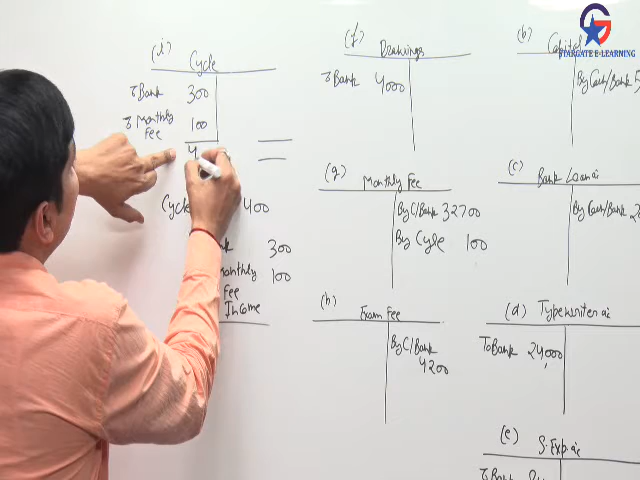 STARGATE E-LEARNING
(i)
Cycle
To Bank 300
To Monthly
Fee 100
4
Cycle 400
300
Monthly 100
Fee
Income
(f)
Drawings
To Bank 4000
(g)
Monthly Fee
By C/Bank 32700
By Cycle 100
(h)
Exam Fee
By C/Bank
4200
(b)
Capital
By Cash/Bank
(c)
Bank Loan a/c
By Cash/Bank
(d) Typewriter a/c
To Bank 24000
(e)
S. Exp. a/c
To Bank